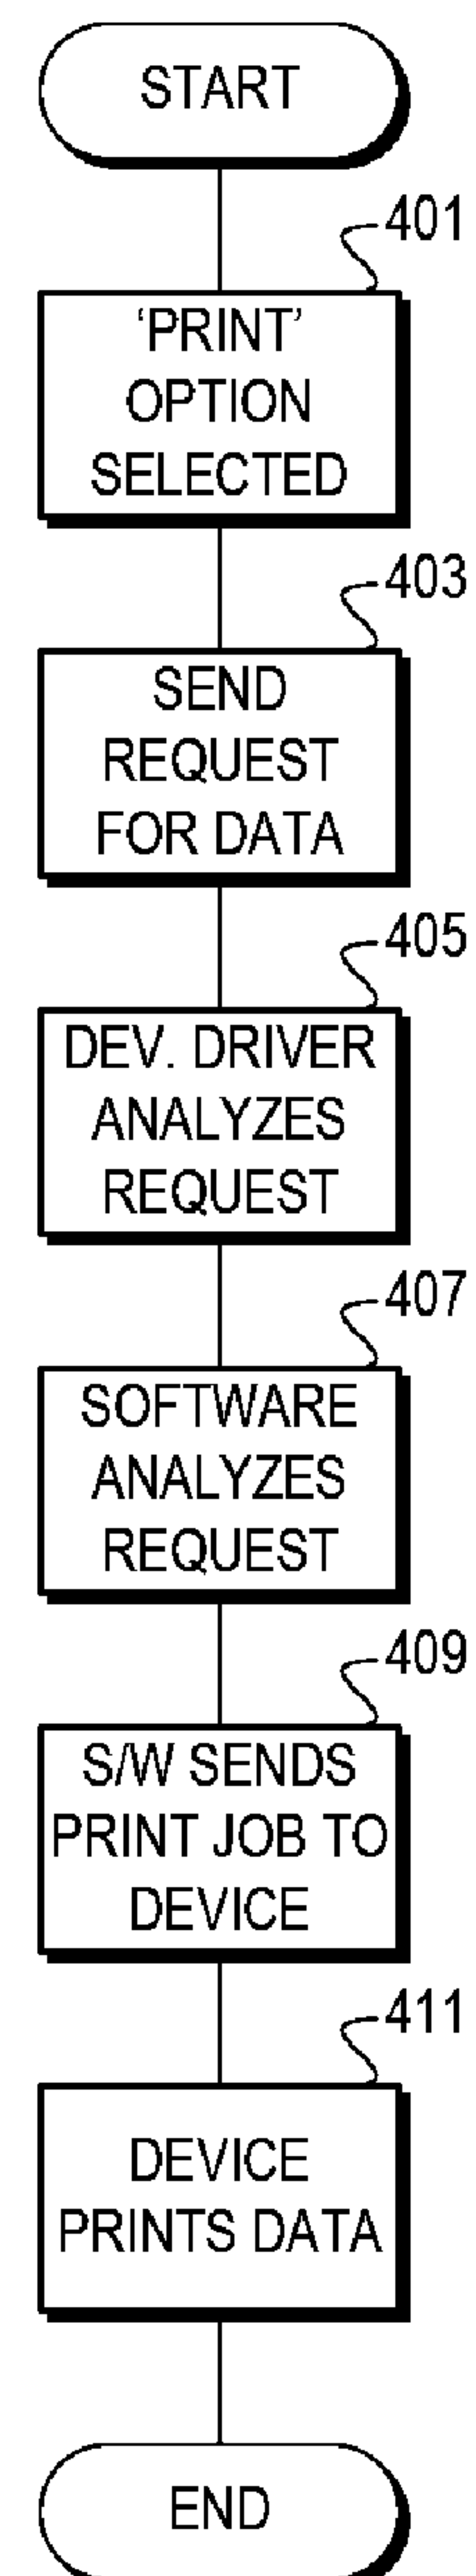 START
401
‘PRINT’
OPTION
SELECTED
403
SEND
REQUEST
FOR DATA
405
DEV. DRIVER
ANALYZES
REQUEST
407
SOFTWARE
ANALYZES
REQUEST
409
S/W SENDS
PRINT JOB TO
DEVICE
411
DEVICE
PRINTS DATA
END